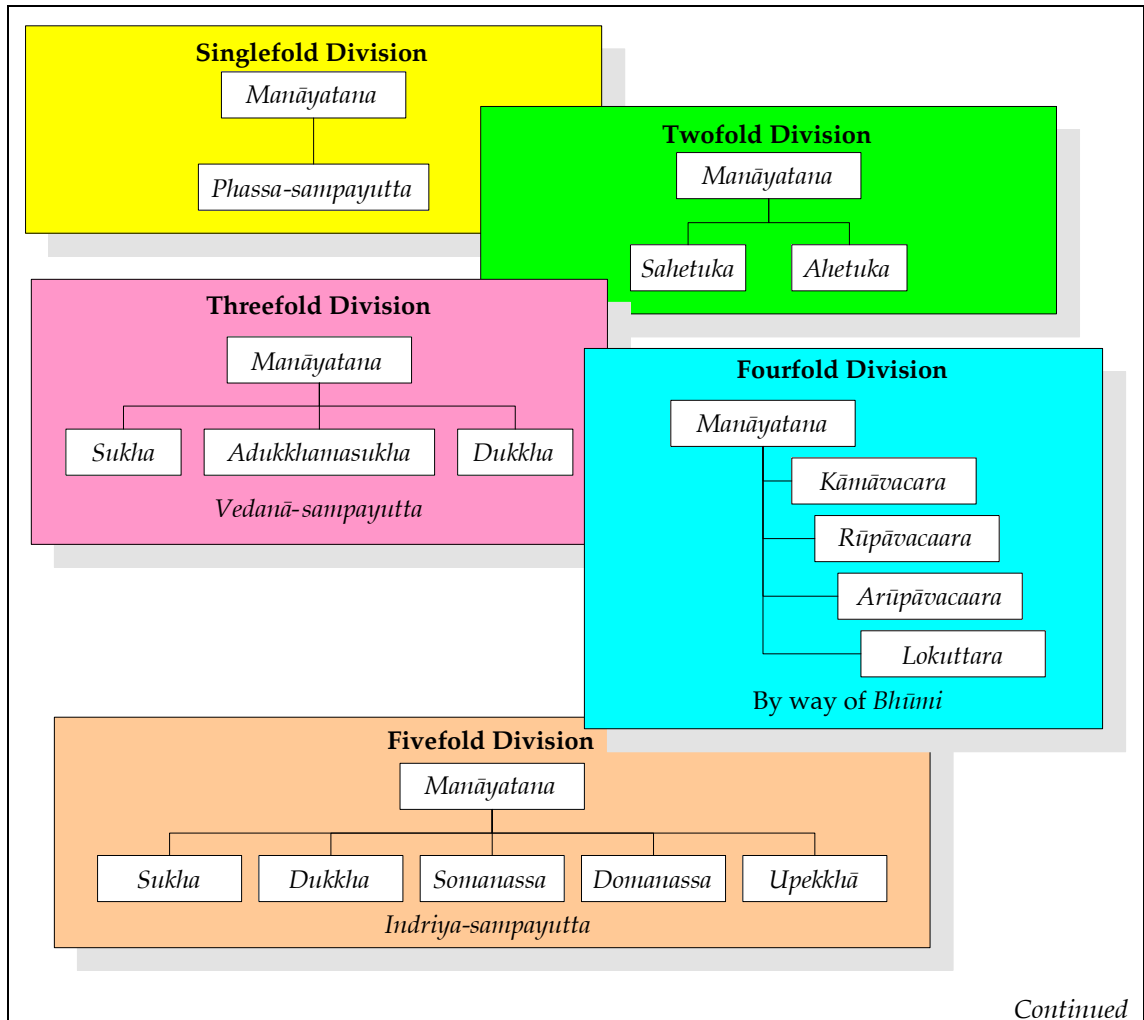 Singlefold Division
Manāyatana
Phassa-sampayutta
Twofold Division
Manāyatana
Sahetuka Ahetuka
Threefold Division
Manāyatana
Sukha Adukkhamasukha Dukkha
Vedanā-sampayutta
Fourfold Division
Manāyatana
Kāmāvacara
Rūpāvacaara
Arūpāvacaara
Lokuttara
By way of Bhūmi
Fivefold Division
Manāyatana
Sukha Dukkha Somanassa Domanassa Upekkhā
Indriya-sampayutta
Continued